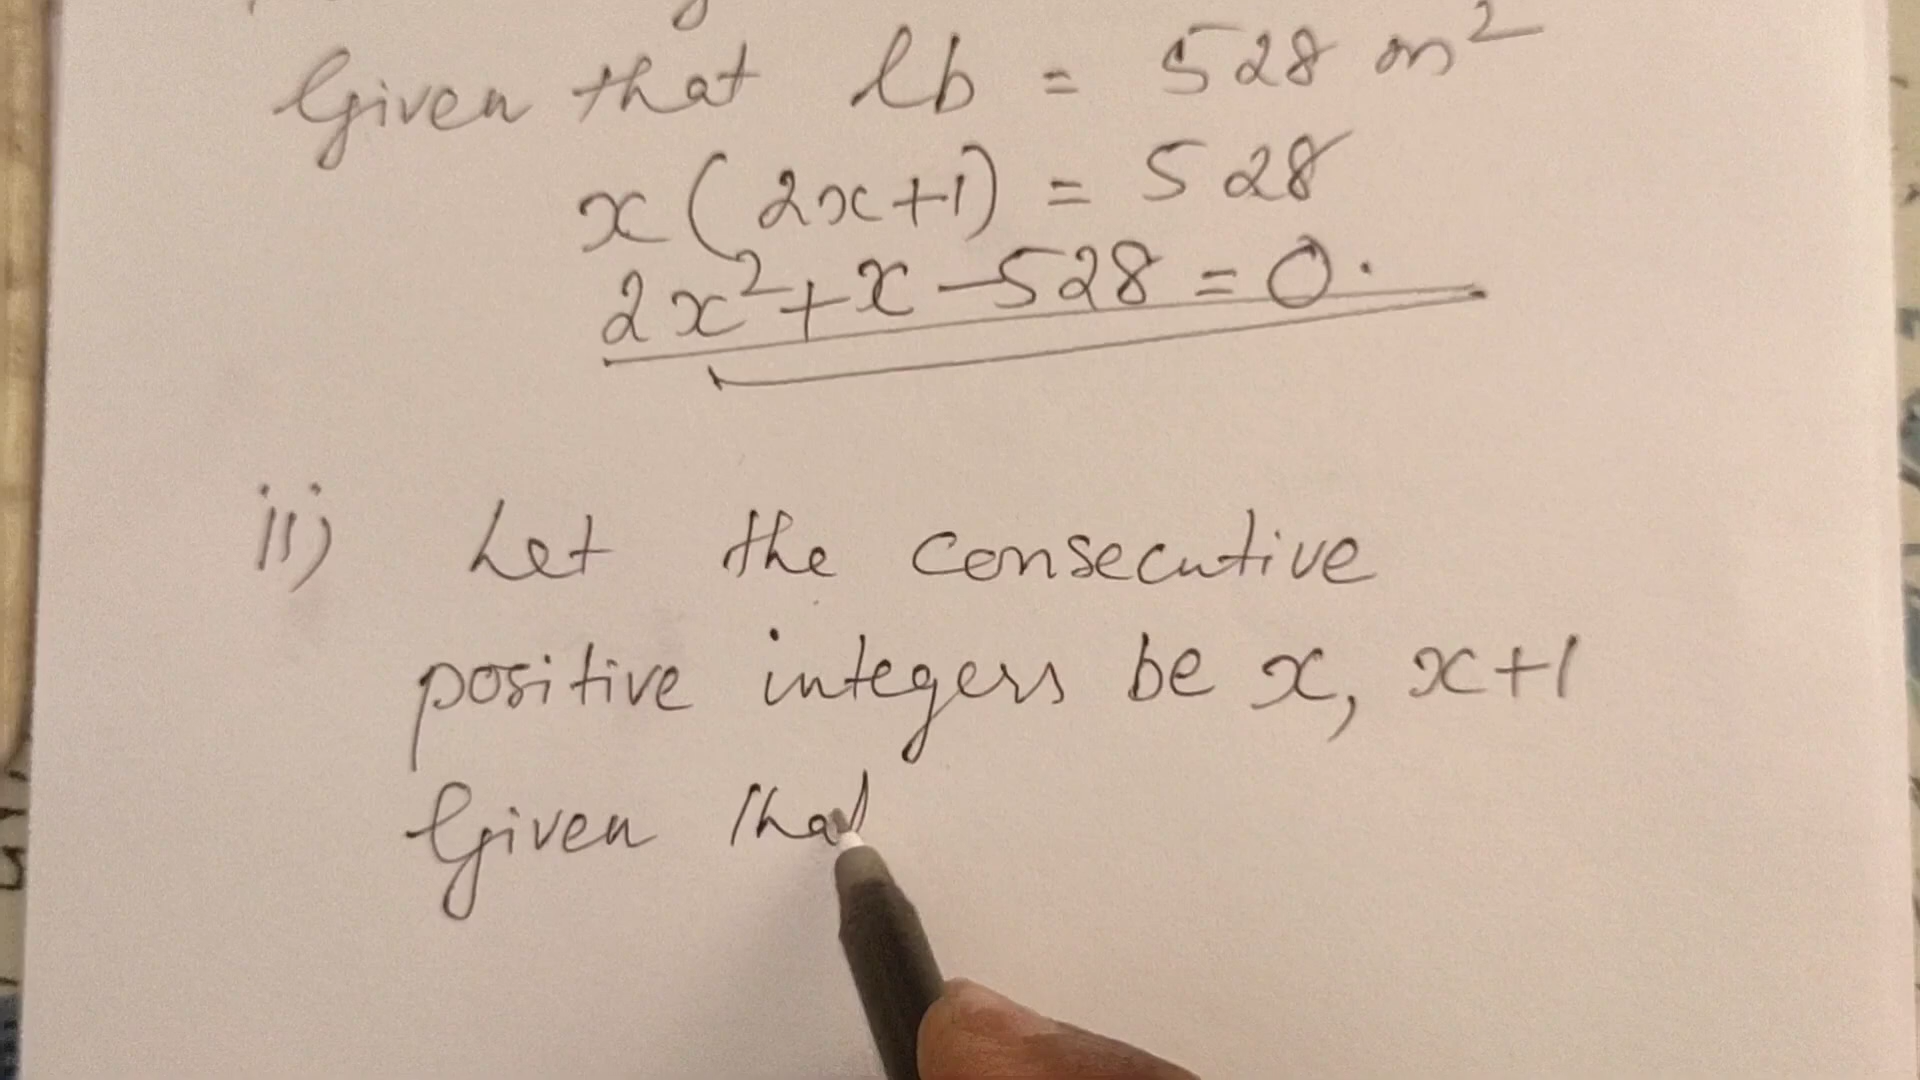 Given that lb = 528 m²
x(2x+1) = 528
2x²+x-528=0.
ii) Let the consecutive
positive integers be x, x+1
Given that